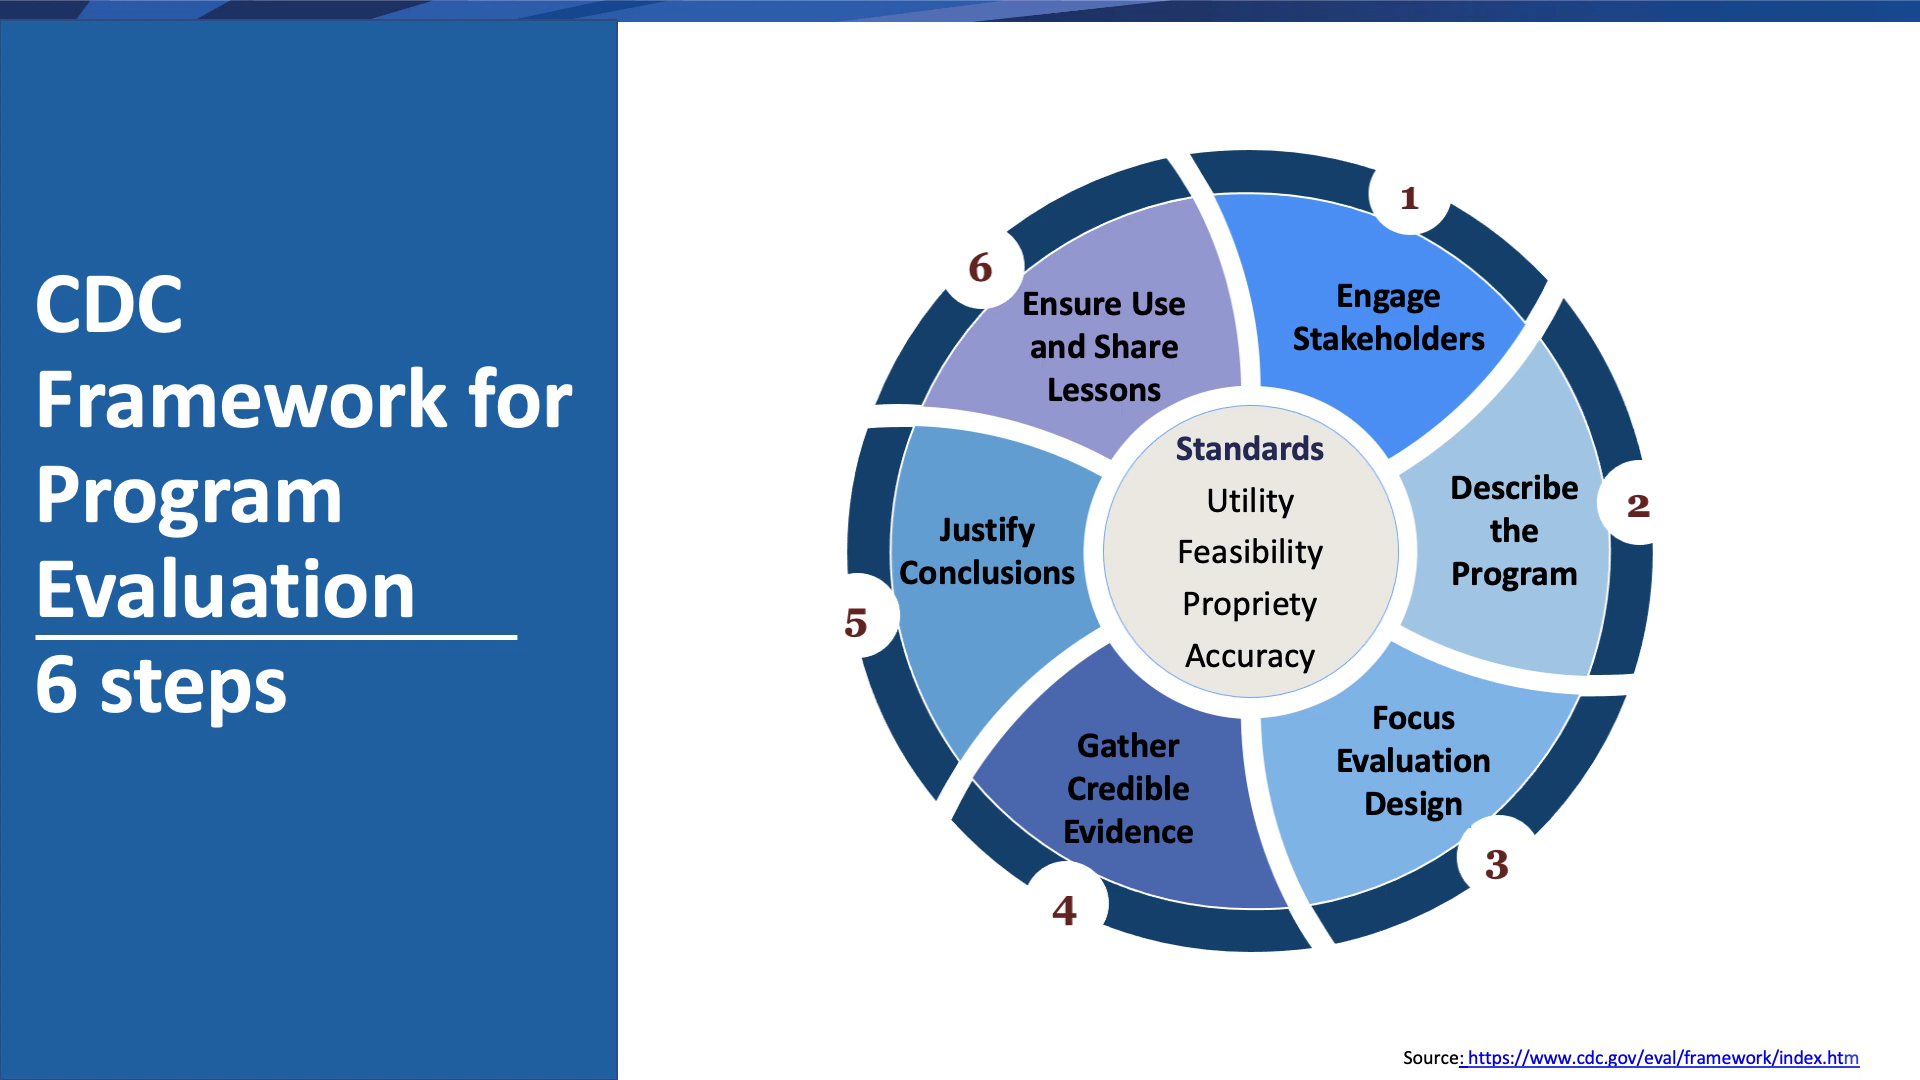 CDC
Framework for
Program
Evaluation
6 steps
1
Engage
Stakeholders
2
Describe
the
Program
3
Focus
Evaluation
Design
4
Gather
Credible
Evidence
5
Justify
Conclusions
6
Ensure Use
and Share
Lessons
Standards
Utility
Feasibility
Propriety
Accuracy
Source: https://www.cdc.gov/eval/framework/index.htm